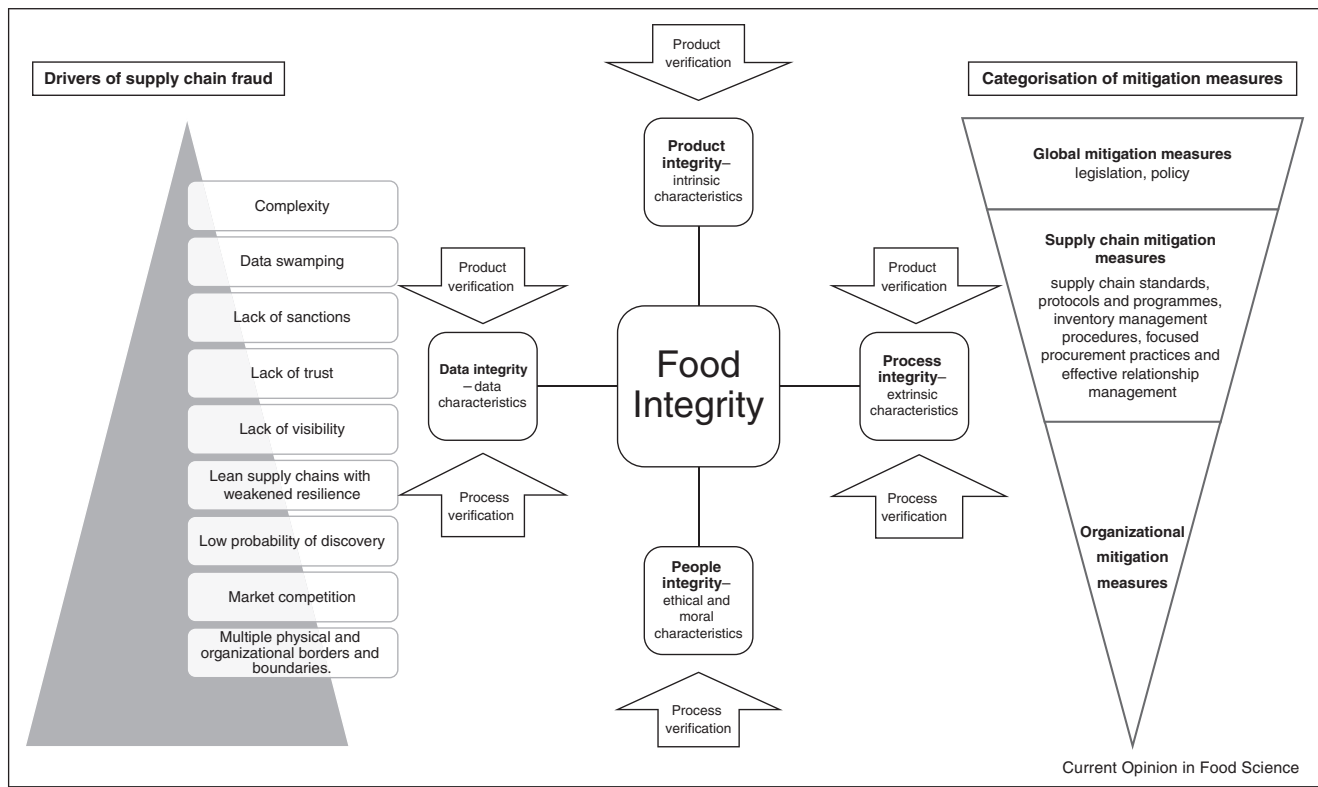 Drivers of supply chain fraud
Complexity
Data swamping
Lack of sanctions
Lack of trust
Lack of visibility
Lean supply chains with
weakened resilience
Low probability of discovery
Market competition
Multiple physical and
organizational borders and
boundaries.
Product
verification
Product
integrity–
intrinsic
characteristics
Product
verification
Data integrity
– data
characteristics
Process
verification
Food
Integrity
Product
verification
Process
integrity–
extrinsic
characteristics
Process
verification
People
integrity–
ethical and
moral
characteristics
Process
verification
Categorisation of mitigation measures
Global mitigation measures
legislation, policy
Supply chain mitigation
measures
supply chain standards,
protocols and programmes,
inventory management
procedures, focused
procurement practices and
effective relationship
management
Organizational
mitigation
measures
Current Opinion in Food Science